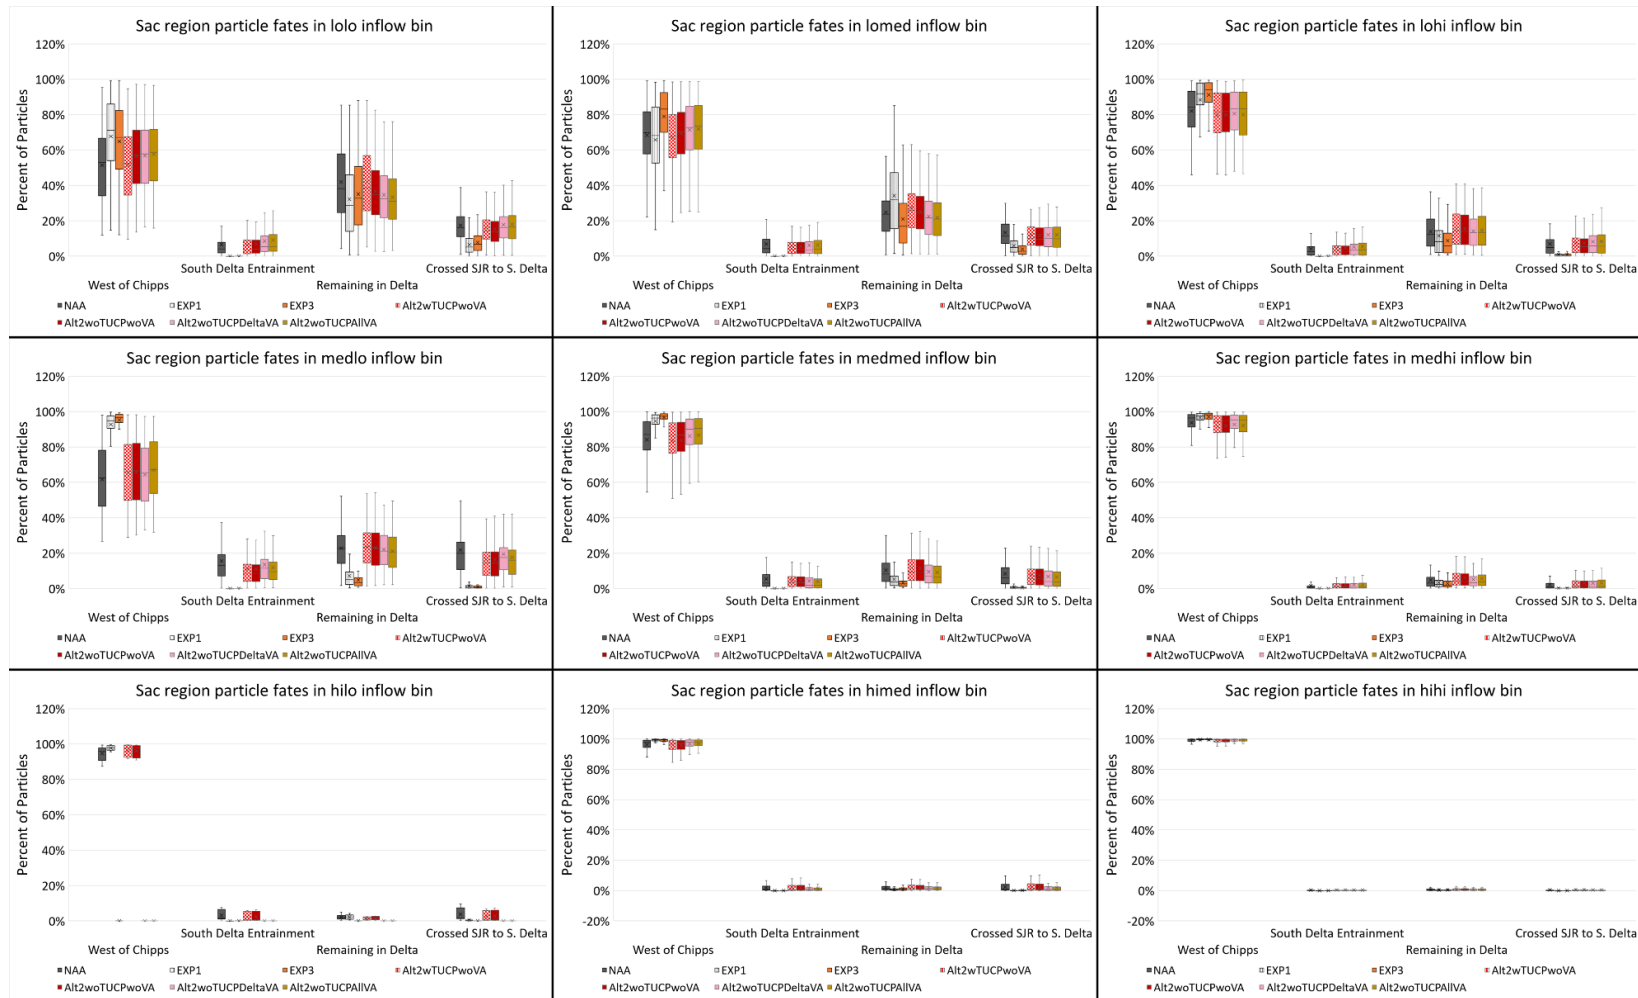 Sac region particle fates in lolo inflow bin
Percent of Particles
120%
100%
80%
60%
40%
20%
0%
South Delta Entrainment Crossed SJR to S. Delta
West of Chipps Remaining in Delta
NAA EXP1 EXP3 Alt2wTUCPwoVA
Alt2woTUCPwoVA Alt2woTUCPDeltaVA Alt2woTUCPAllVA
Sac region particle fates in lomed inflow bin
Percent of Particles
120%
100%
80%
60%
40%
20%
0%
South Delta Entrainment Crossed SJR to S. Delta
West of Chipps Remaining in Delta
NAA EXP1 EXP3 Alt2wTUCPwoVA
Alt2woTUCPwoVA Alt2woTUCPDeltaVA Alt2woTUCPAllVA
Sac region particle fates in lohi inflow bin
Percent of Particles
120%
100%
80%
60%
40%
20%
0%
South Delta Entrainment Crossed SJR to S. Delta
West of Chipps Remaining in Delta
NAA EXP1 EXP3 Alt2wTUCPwoVA
Alt2woTUCPwoVA Alt2woTUCPDeltaVA Alt2woTUCPAllVA
Sac region particle fates in medlo inflow bin
Percent of Particles
120%
100%
80%
60%
40%
20%
0%
South Delta Entrainment Crossed SJR to S. Delta
West of Chipps Remaining in Delta
NAA EXP1 EXP3 Alt2wTUCPwoVA
Alt2woTUCPwoVA Alt2woTUCPDeltaVA Alt2woTUCPAllVA
Sac region particle fates in medmed inflow bin
Percent of Particles
120%
100%
80%
60%
40%
20%
0%
South Delta Entrainment Crossed SJR to S. Delta
West of Chipps Remaining in Delta
NAA EXP1 EXP3 Alt2wTUCPwoVA
Alt2woTUCPwoVA Alt2woTUCPDeltaVA Alt2woTUCPAllVA
Sac region particle fates in medhi inflow bin
Percent of Particles
120%
100%
80%
60%
40%
20%
0%
South Delta Entrainment Crossed SJR to S. Delta
West of Chipps Remaining in Delta
NAA EXP1 EXP3 Alt2wTUCPwoVA
Alt2woTUCPwoVA Alt2woTUCPDeltaVA Alt2woTUCPAllVA
Sac region particle fates in hilo inflow bin
Percent of Particles
120%
100%
80%
60%
40%
20%
0%
South Delta Entrainment Crossed SJR to S. Delta
West of Chipps Remaining in Delta
NAA EXP1 EXP3 Alt2wTUCPwoVA
Alt2woTUCPwoVA Alt2woTUCPDeltaVA Alt2woTUCPAllVA
Sac region particle fates in himed inflow bin
Percent of Particles
120%
100%
80%
60%
40%
20%
0%
-20%
South Delta Entrainment Crossed SJR to S. Delta
West of Chipps Remaining in Delta
NAA EXP1 EXP3 Alt2wTUCPwoVA
Alt2woTUCPwoVA Alt2woTUCPDeltaVA Alt2woTUCPAllVA
Sac region particle fates in hihi inflow bin
Percent of Particles
120%
100%
80%
60%
40%
20%
0%
-20%
South Delta Entrainment Crossed SJR to S. Delta
West of Chipps Remaining in Delta
NAA EXP1 EXP3 Alt2wTUCPwoVA
Alt2woTUCPwoVA Alt2woTUCPDeltaVA Alt2woTUCPAllVA